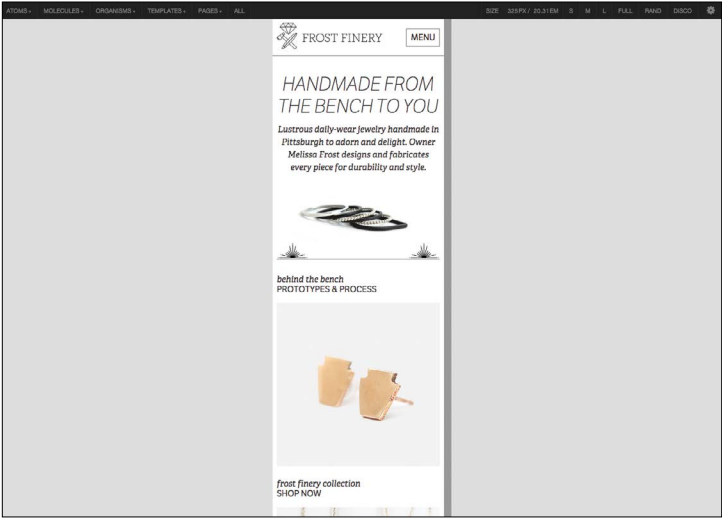 ATOMS
MOLECULES
ORGANISMS
TEMPLATES
PAGES
ALL
SIZE 325PX / 20.31EM S M L FULL RAND DISCO
FROST FINERY
MENU
HANDMADE FROM
THE BENCH TO YOU
Lustrous daily-wear jewelry handmade in
Pittsburgh to adorn and delight. Owner
Melissa Frost designs and fabricates
every piece for durability and style.
behind the bench
PROTOTYPES & PROCESS
frost finery collection
SHOP NOW